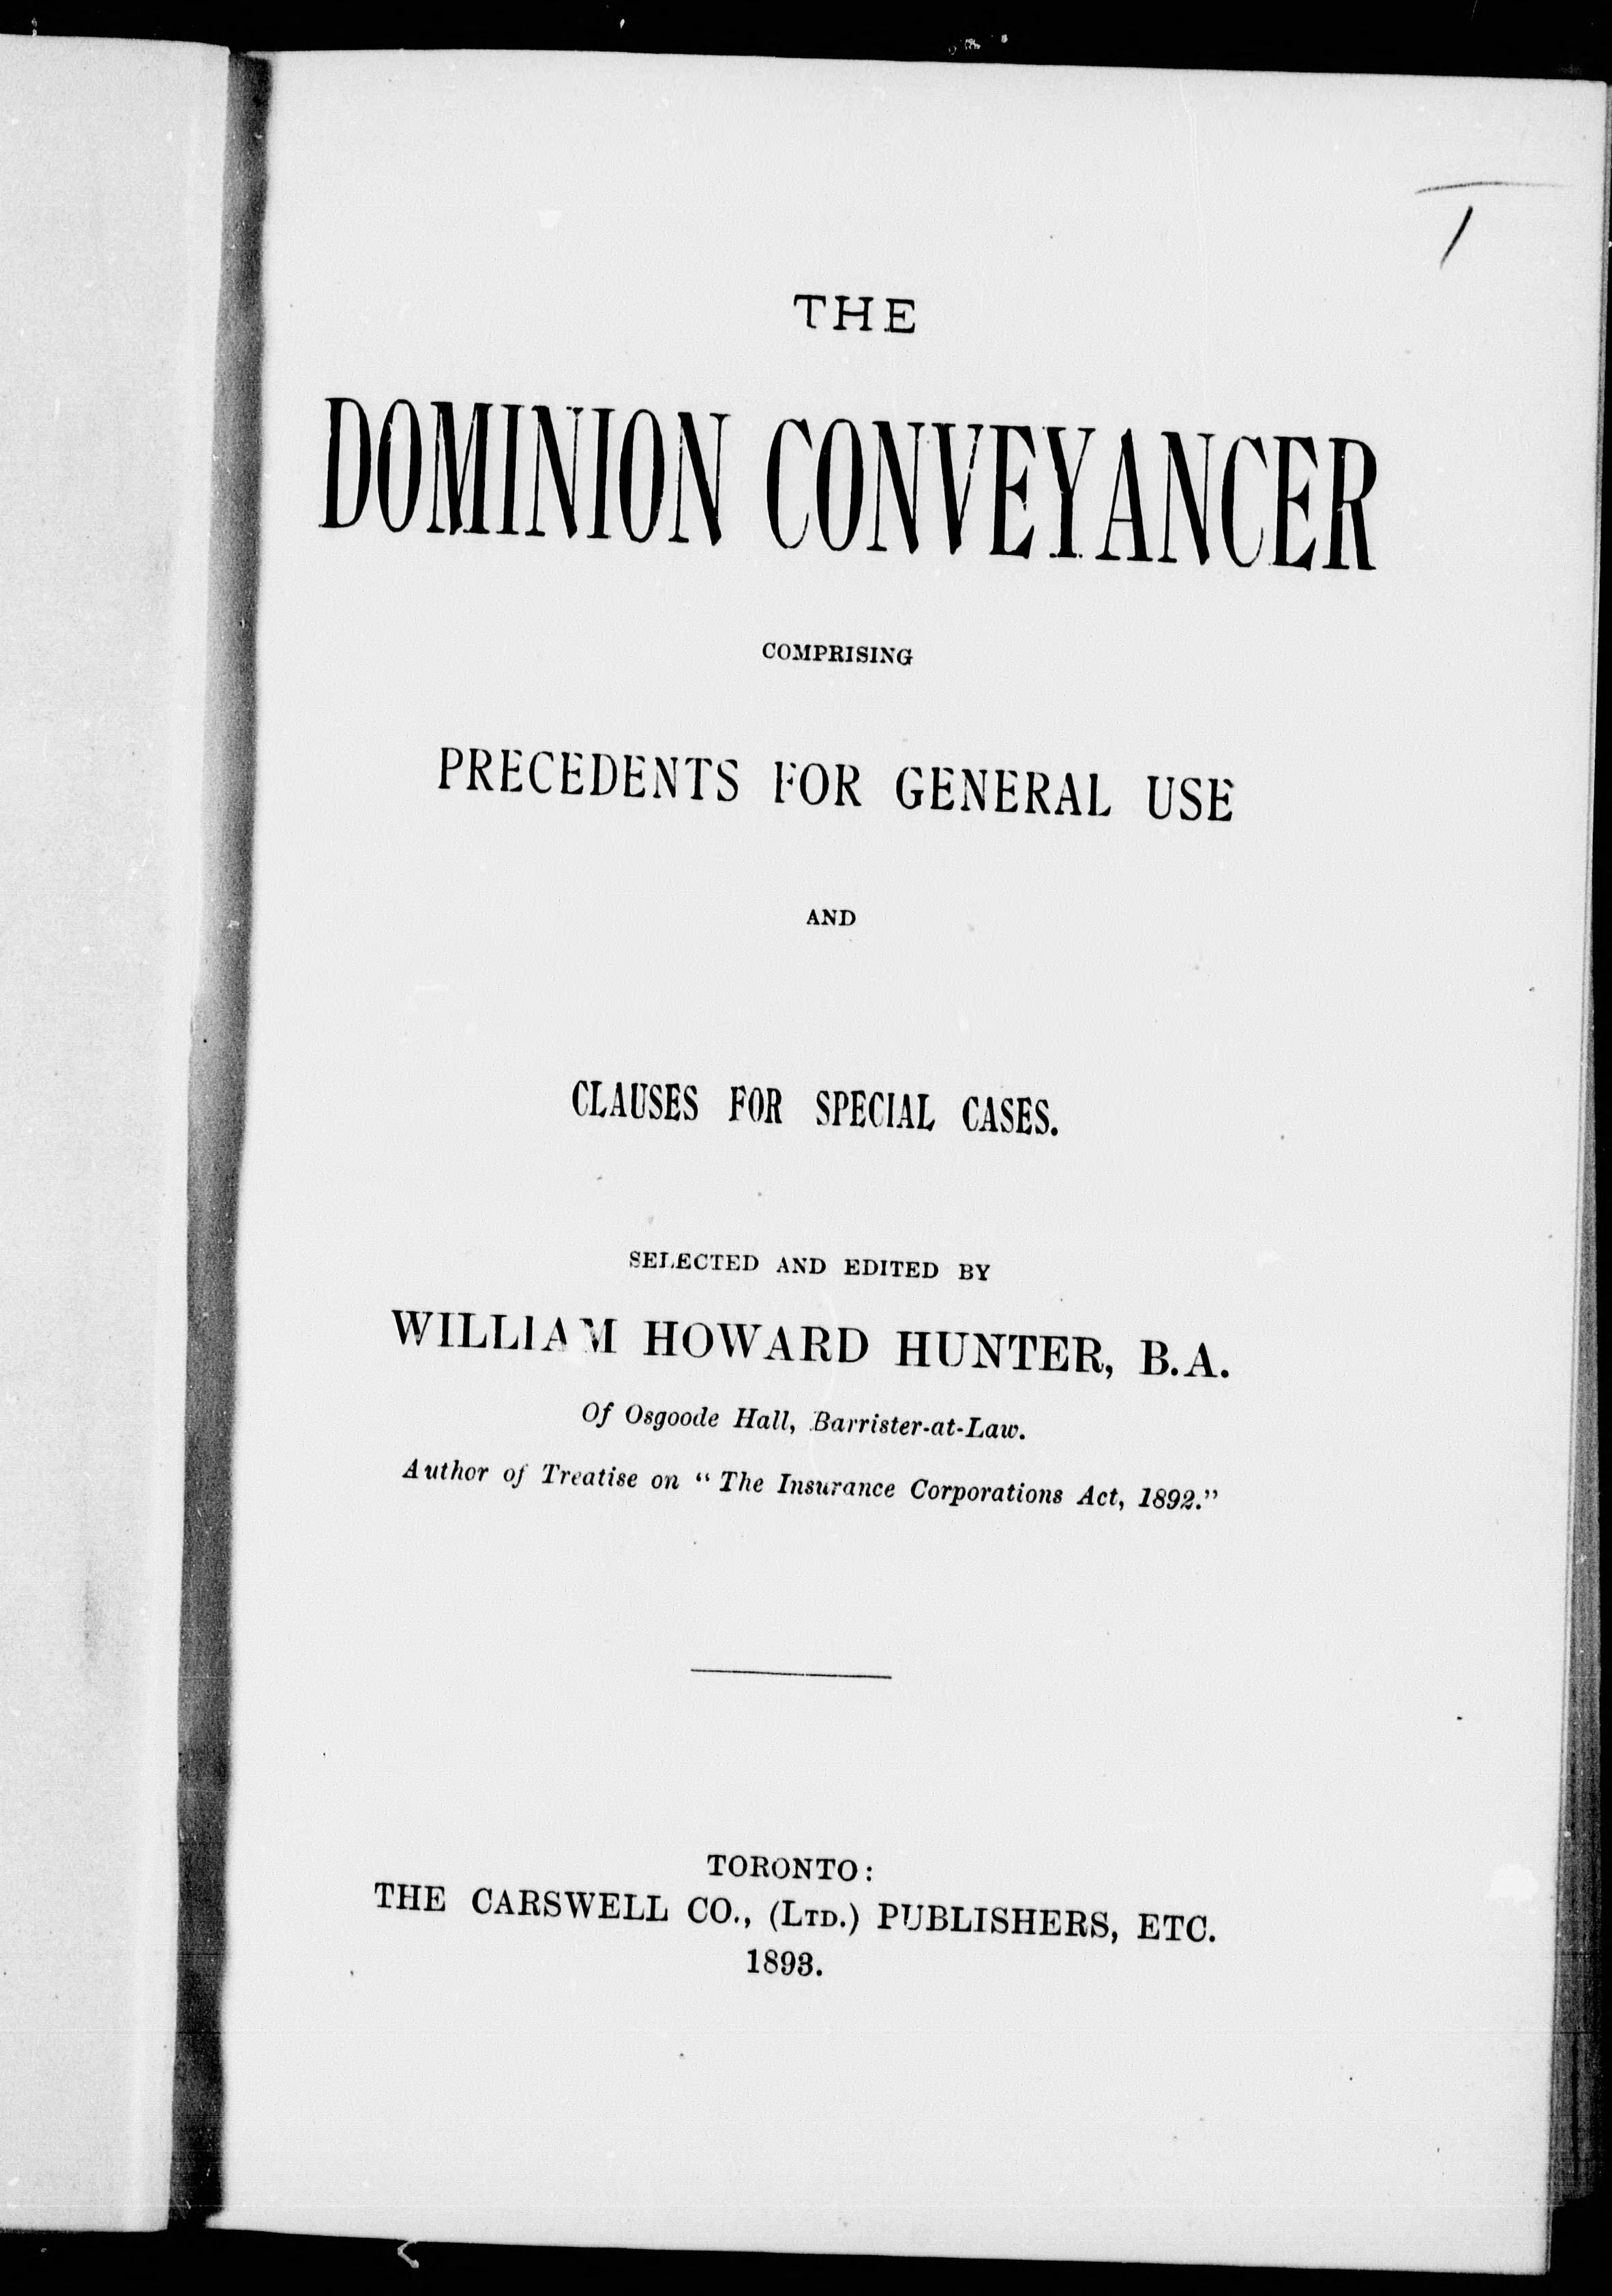 THE
DOMINION CONVEYANCER
COMPRISING
PRECEDENTS FOR GENERAL USE
AND
CLAUSES FOR SPECIAL CASES.
SELECTED AND EDITED BY
WILLIAM HOWARD HUNTER, B.A.
Of Osgoode Hall, Barrister-at-Law.
Author of Treatise on “The Insurance Corporations Act, 1892.”
TORONTO:
THE CARSWELL CO., (LTD.) PUBLISHERS, ETC.
1893.